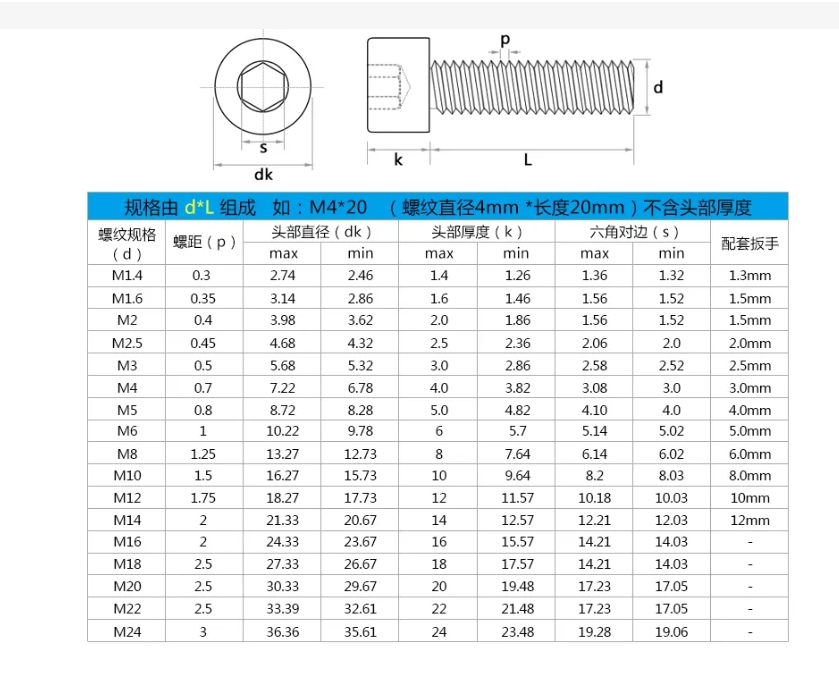 p
d
s
k
L
dk
规格由 d*L 组成 如：M4*20 （螺纹直径4mm *长度20mm）不含头部厚度
螺纹规格（d） 螺距（p） 头部直径（dk） 头部厚度（k） 六角对边（s） 配套扳手
max min max min max min
M1.4 0.3 2.74 2.46 1.4 1.26 1.36 1.32 1.3mm
M1.6 0.35 3.14 2.86 1.6 1.46 1.56 1.52 1.5mm
M2 0.4 3.98 3.62 2.0 1.86 1.56 1.52 1.5mm
M2.5 0.45 4.68 4.32 2.5 2.36 2.06 2.0 2.0mm
M3 0.5 5.68 5.32 3.0 2.86 2.58 2.52 2.5mm
M4 0.7 7.22 6.78 4.0 3.82 3.08 3.0 3.0mm
M5 0.8 8.72 8.28 5.0 4.82 4.10 4.0 4.0mm
M6 1 10.22 9.78 6 5.7 5.14 5.02 5.0mm
M8 1.25 13.27 12.73 8 7.64 6.14 6.02 6.0mm
M10 1.5 16.27 15.73 10 9.64 8.2 8.03 8.0mm
M12 1.75 18.27 17.73 12 11.57 10.18 10.03 10mm
M14 2 21.33 20.67 14 12.57 12.21 12.03 12mm
M16 2 24.33 23.67 16 15.57 14.21 14.03 -
M18 2.5 27.33 26.67 18 17.57 14.21 14.03 -
M20 2.5 30.33 29.67 20 19.48 17.23 17.05 -
M22 2.5 33.39 32.61 22 21.48 17.23 17.05 -
M24 3 36.36 35.61 24 23.48 19.28 19.06 -